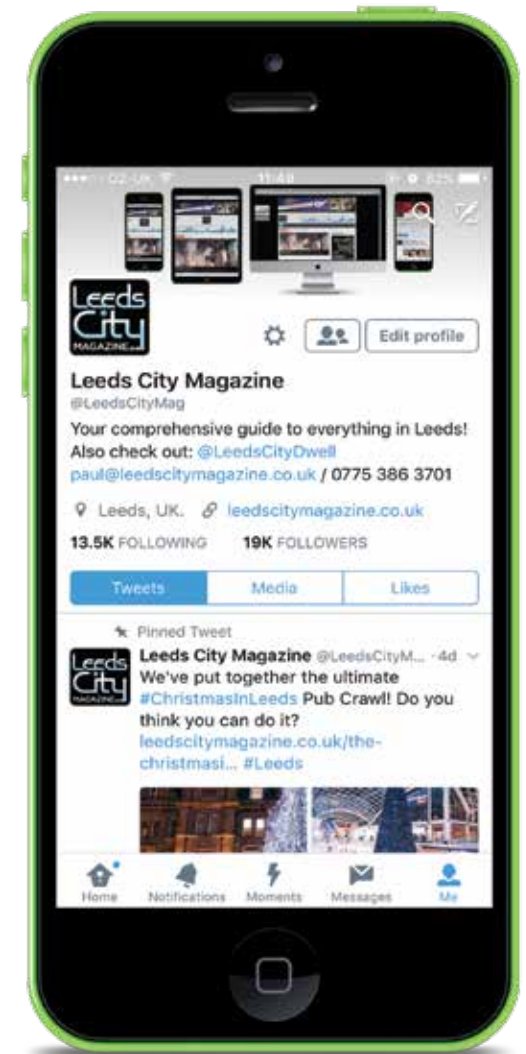 O2-UK 11:48 82%
Leeds
City
MAGAZINE
Edit profile
Leeds City Magazine
@LeedsCityMag
Your comprehensive guide to everything in Leeds!
Also check out: @LeedsCityDwell
paul@leedscitymagazine.co.uk / 0775 386 3701
Leeds, UK. leedscitymagazine.co.uk
13.5K FOLLOWING 19K FOLLOWERS
Tweets Media Likes
Pinned Tweet
Leeds
City
MAGAZINE
Leeds City Magazine @LeedsCityM... · 4d
We've put together the ultimate
#ChristmasInLeeds Pub Crawl! Do you
think you can do it?
leedscitymagazine.co.uk/the-
christmasi... #Leeds
Home Notifications Moments Messages Me